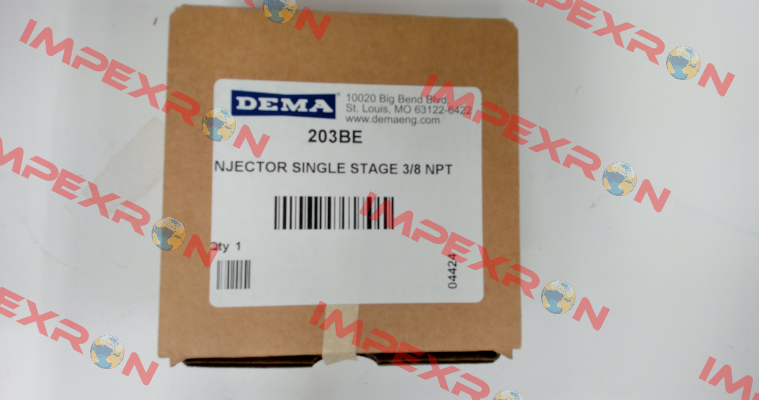 DEMA
10020 Big Bend Blvd.
St. Louis, MO 63122-6422
www.demaeng.com
203BE
NJECTOR SINGLE STAGE 3/8 NPT
Qty 1
04424
IMPEXRON
IMPEXRON
IMPEXRON
IMPEXRON
IMPEXRON
IMPEXRON